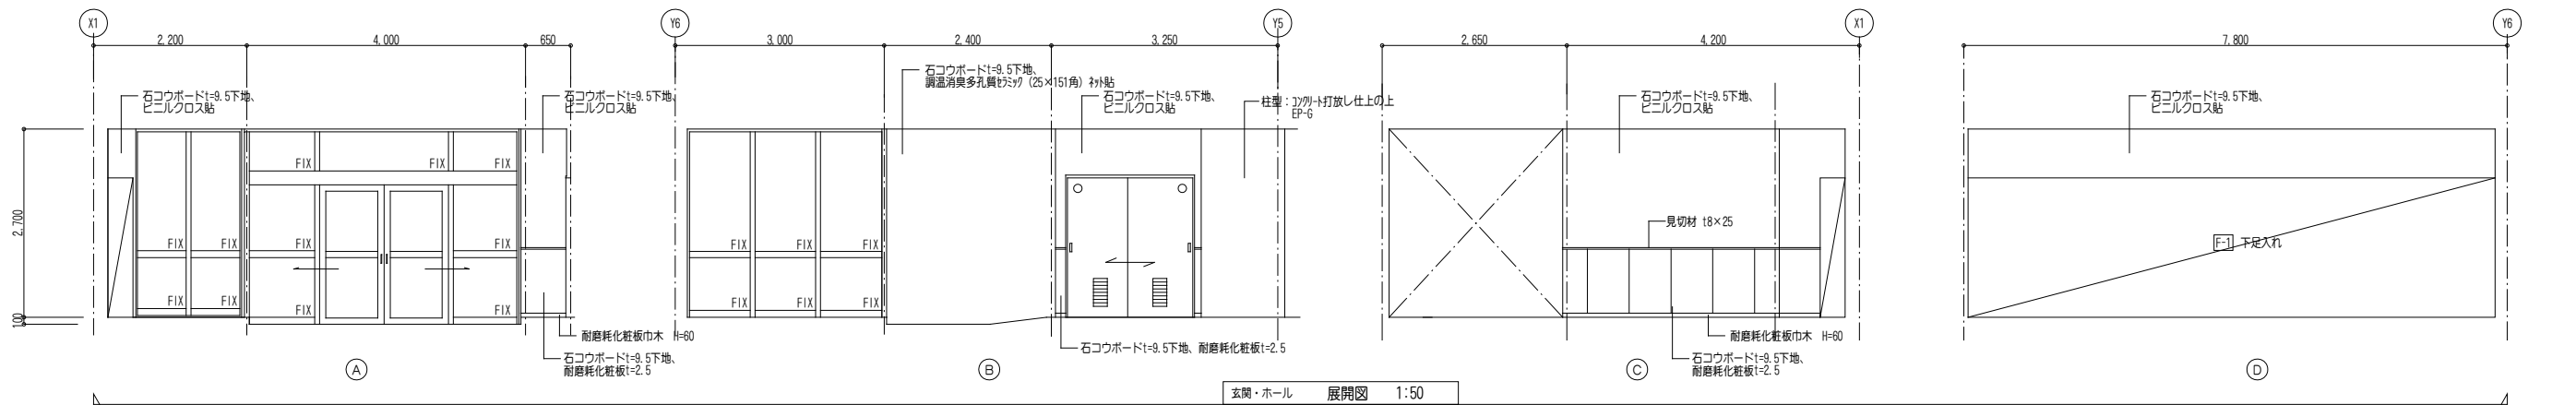 X1
2,200
4,000
650
石コウボードt=9.5下地、
ビニルクロス貼
石コウボードt=9.5下地、
ビニルクロス貼
2,700
100
FIX
FIX
FIX
FIX
FIX
FIX
FIX
FIX
FIX
FIX
FIX
耐磨耗化粧板巾木 H=60
石コウボードt=9.5下地、
耐磨耗化粧板t=2.5
A
Y6
Y5
3,000
2,400
3,250
石コウボードt=9.5下地、
調温消臭多孔質セラミック (25×151角) ネット貼
石コウボードt=9.5下地、
ビニルクロス貼
柱型：コンクリート打放し仕上の上
EP-G
FIX
FIX
FIX
FIX
FIX
FIX
石コウボードt=9.5下地、耐磨耗化粧板t=2.5
B
X1
2,650
4,200
石コウボードt=9.5下地、
ビニルクロス貼
見切材 t8×25
耐磨耗化粧板巾木 H=60
石コウボードt=9.5下地、
耐磨耗化粧板t=2.5
C
Y6
7,800
石コウボードt=9.5下地、
ビニルクロス貼
F-1 下足入れ
D
玄関・ホール 展開図 1:50